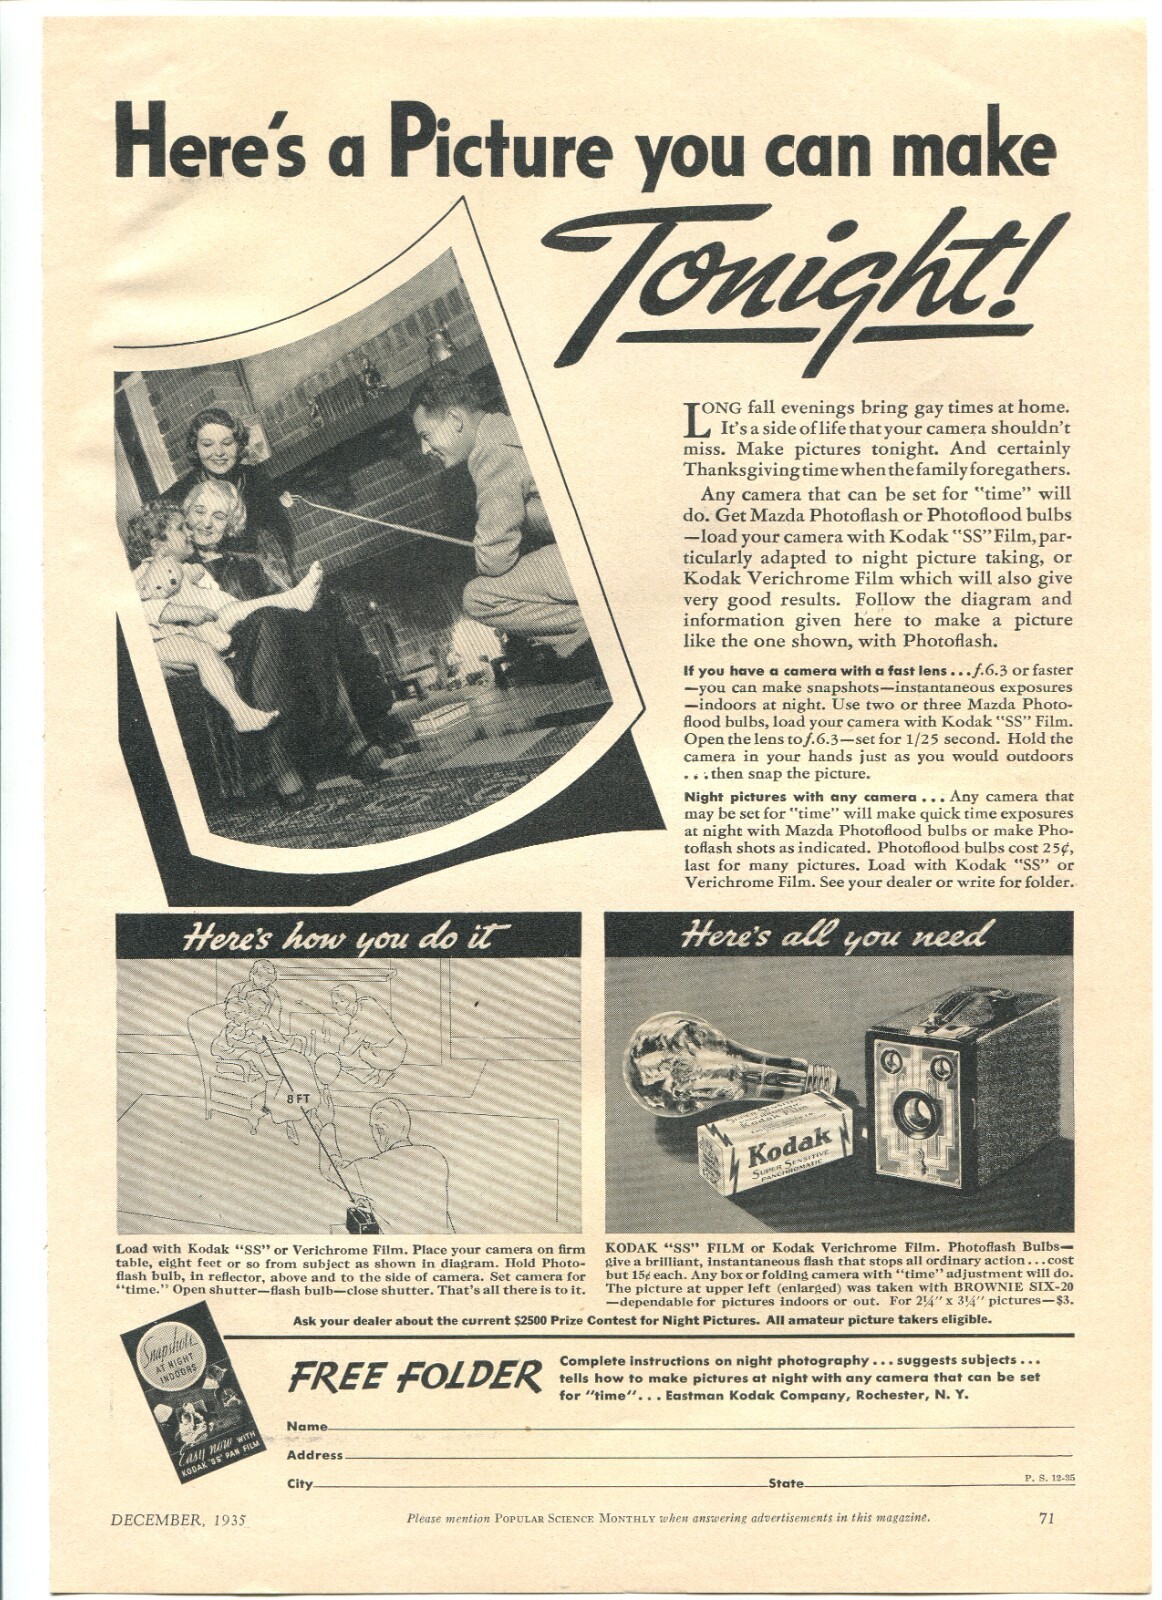 Here's a Picture you can make
Tonight!
LONG fall evenings bring gay times at home.
It's a side of life that your camera shouldn't
miss. Make pictures tonight. And certainly
Thanksgiving time when the family foregathers.
Any camera that can be set for "time" will
do. Get Mazda Photoflash or Photoflood bulbs
—load your camera with Kodak "SS" Film, par-
ticularly adapted to night picture taking, or
Kodak Verichrome Film which will also give
very good results. Follow the diagram and
information given here to make a picture
like the one shown, with Photoflash.
If you have a camera with a fast lens...f.6.3 or faster
—you can make snapshots—instantaneous exposures
—indoors at night. Use two or three Mazda Photo-
flood bulbs, load your camera with Kodak "SS" Film.
Open the lens to f.6.3—set for 1/25 second. Hold the
camera in your hands just as you would outdoors
...then snap the picture.
Night pictures with any camera... Any camera that
may be set for "time" will make quick time exposures
at night with Mazda Photoflood bulbs or make Pho-
toflash shots as indicated. Photoflood bulbs cost 25¢,
last for many pictures. Load with Kodak "SS" or
Verichrome Film. See your dealer or write for folder.
Here's how you do it
8 FT
Load with Kodak "SS" or Verichrome Film. Place your camera on firm
table, eight feet or so from subject as shown in diagram. Hold Photo-
flash bulb, in reflector, above and to the side of camera. Set camera for
"time." Open shutter—flash bulb—close shutter. That's all there is to it.
Here's all you need
Kodak Film
Kodak
SUPER SENSITIVE
PANCHROMATIC
KODAK "SS" FILM or Kodak Verichrome Film. Photoflash Bulbs—
give a brilliant, instantaneous flash that stops all ordinary action...cost
but 15¢ each. Any box or folding camera with "time" adjustment will do.
The picture at upper left (enlarged) was taken with BROWNIE SIX-20
—dependable for pictures indoors or out. For 2¼" x 3¼" pictures—$3.
Ask your dealer about the current $2500 Prize Contest for Night Pictures. All amateur picture takers eligible.
Snapshots
AT NIGHT
INDOORS
Easy now WITH
KODAK "SS" PAN FILM
FREE FOLDER
Complete instructions on night photography...suggests subjects...
tells how to make pictures at night with any camera that can be set
for "time"... Eastman Kodak Company, Rochester, N. Y.
Name
Address
City State
P. S. 12-35
DECEMBER, 1935 Please mention POPULAR SCIENCE MONTHLY when answering advertisements in this magazine. 71